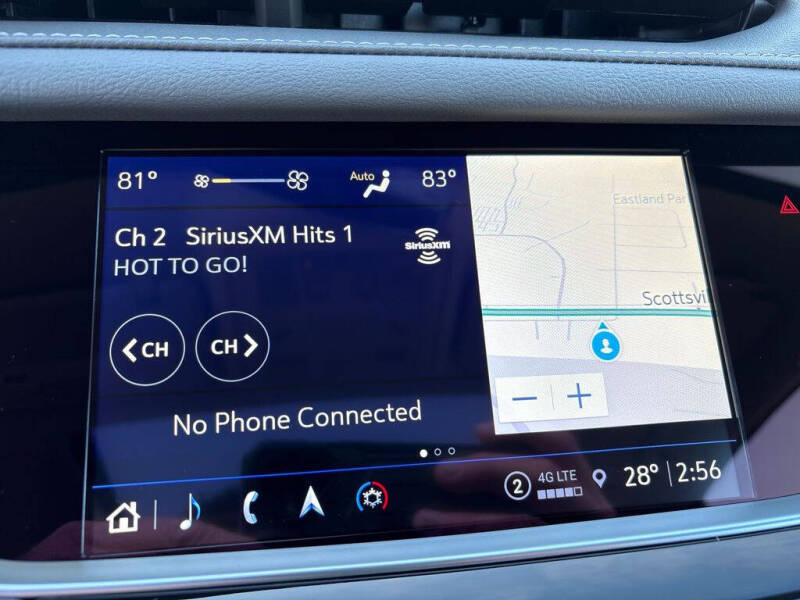 81° Auto 83°
Ch 2 SiriusXM Hits 1
HOT TO GO!
SiriusXM
CH CH
No Phone Connected
Eastland Par
Scottsvi
− +
2 4G LTE 28° 2:56